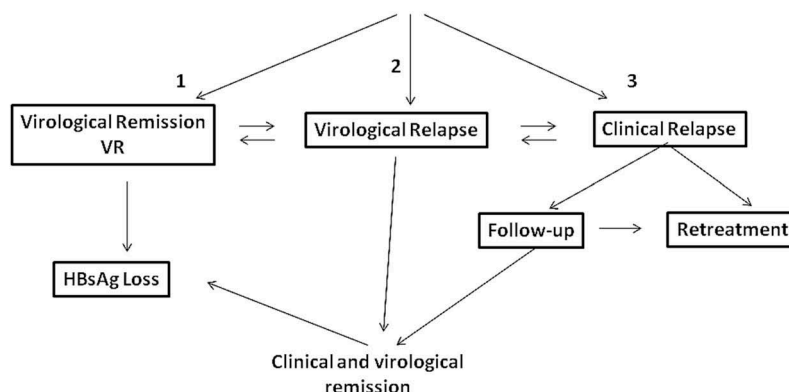 1
2
3
Virological Remission
VR
Virological Relapse
Clinical Relapse
Follow-up
Retreatment
HBsAg Loss
Clinical and virological
remission